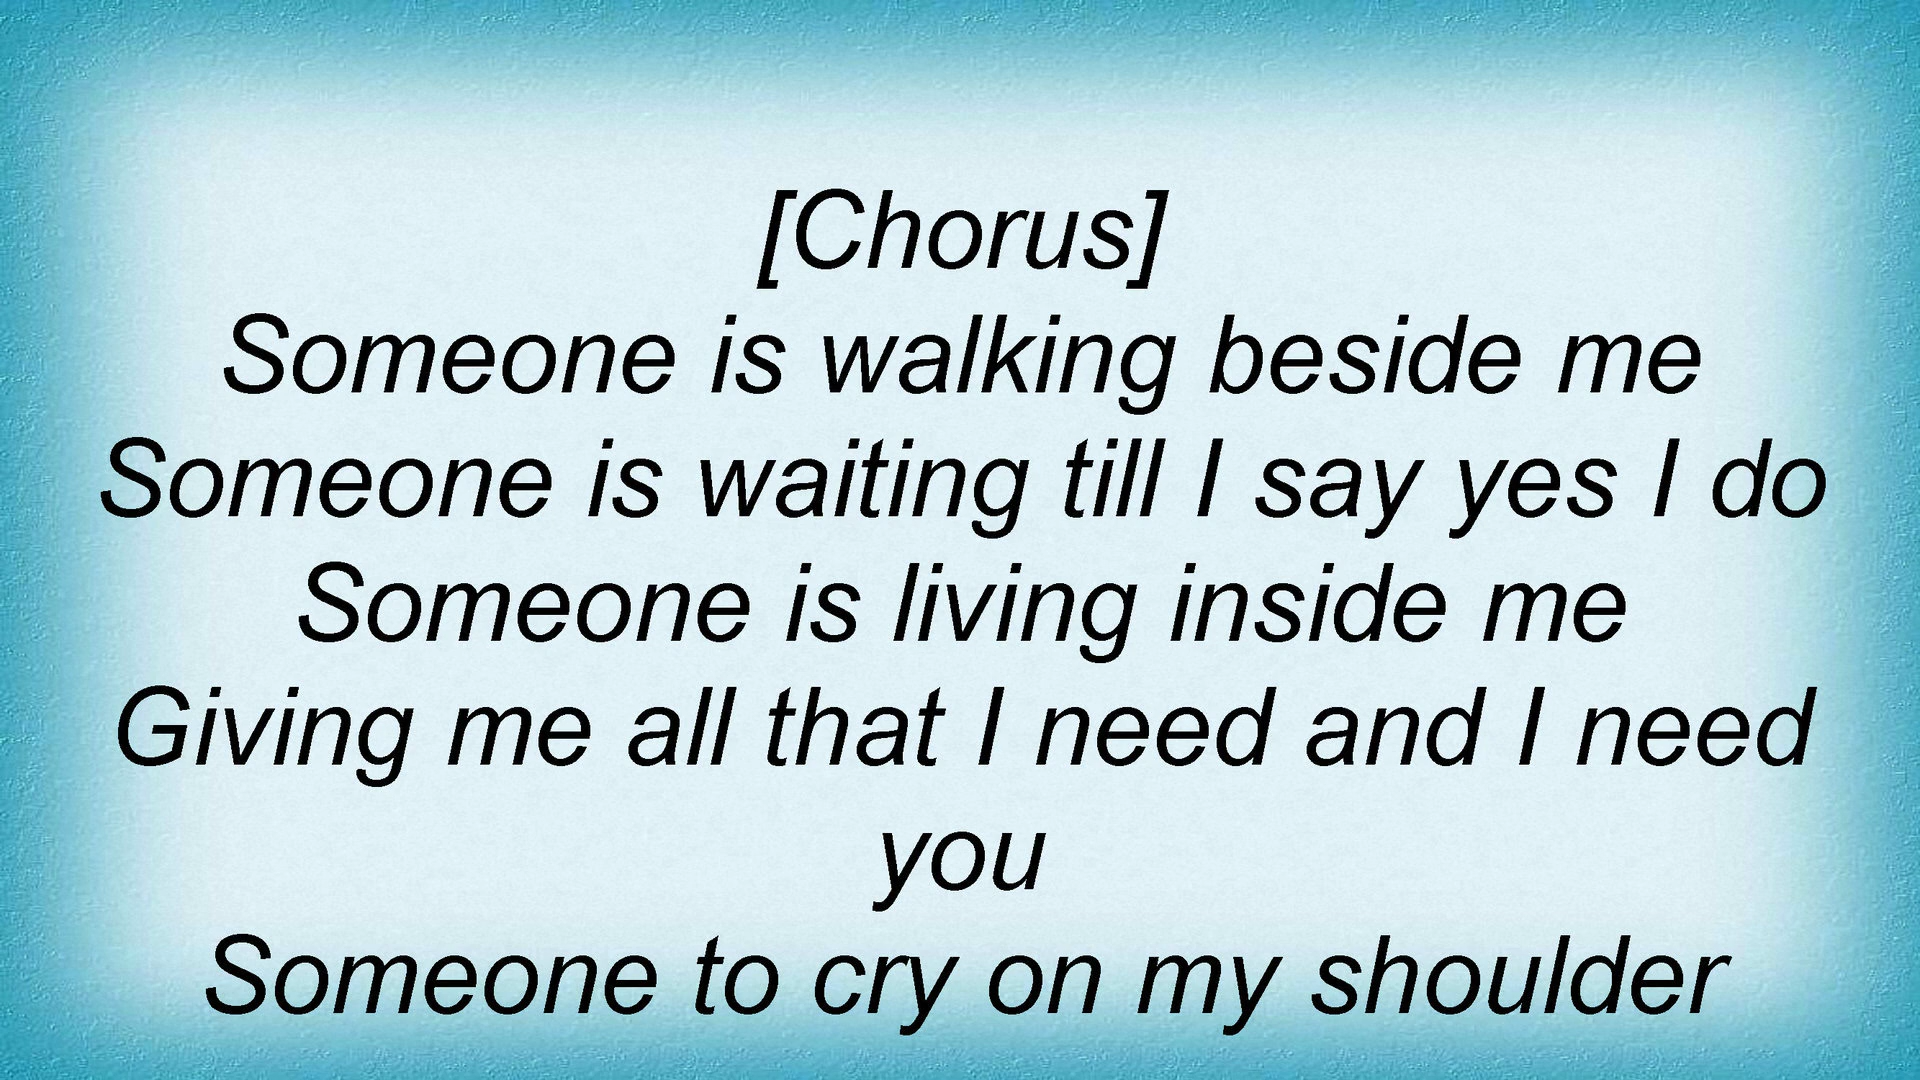 [Chorus]
Someone is walking beside me
Someone is waiting till I say yes I do
Someone is living inside me
Giving me all that I need and I need
you
Someone to cry on my shoulder